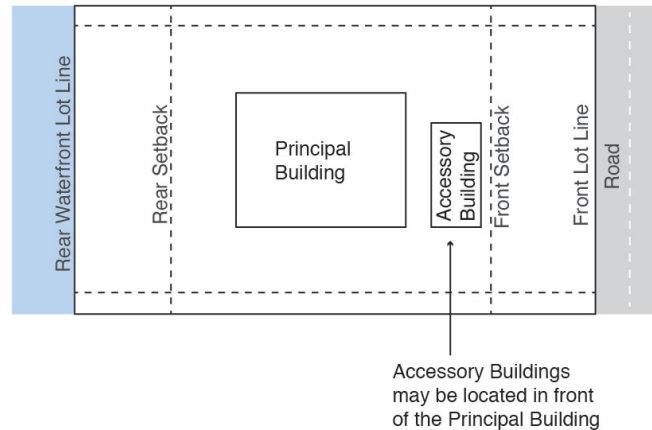 Rear Waterfront Lot Line
Rear Setback
Principal
Building
Accessory
Building
Front Setback
Front Lot Line
Road
Accessory Buildings
may be located in front
of the Principal Building